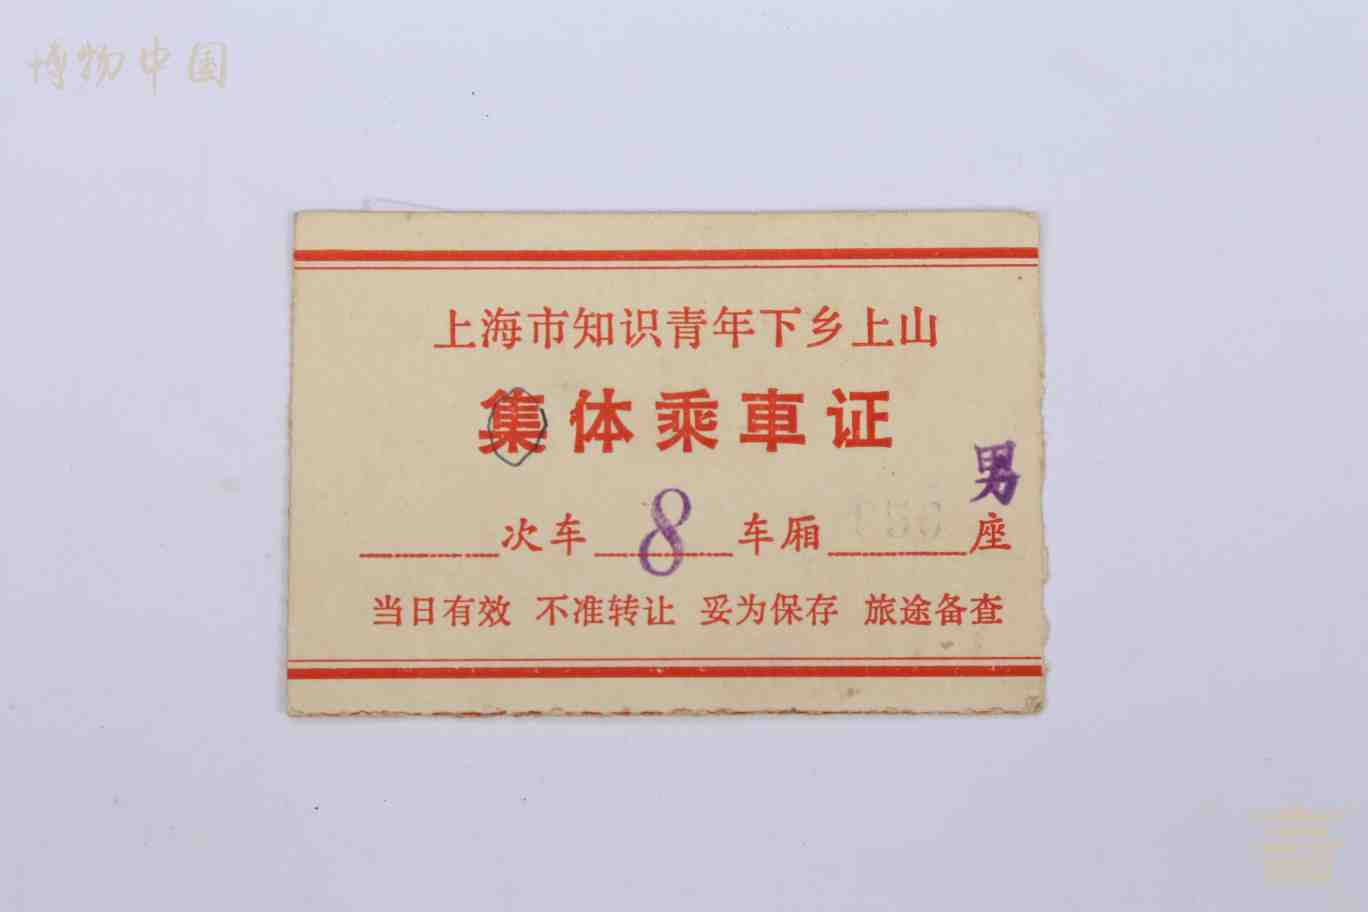 博物中国
上海市知识青年下乡上山
集体乘車证
男
次车 8 车厢 座
当日有效 不准转让 妥为保存 旅途备查